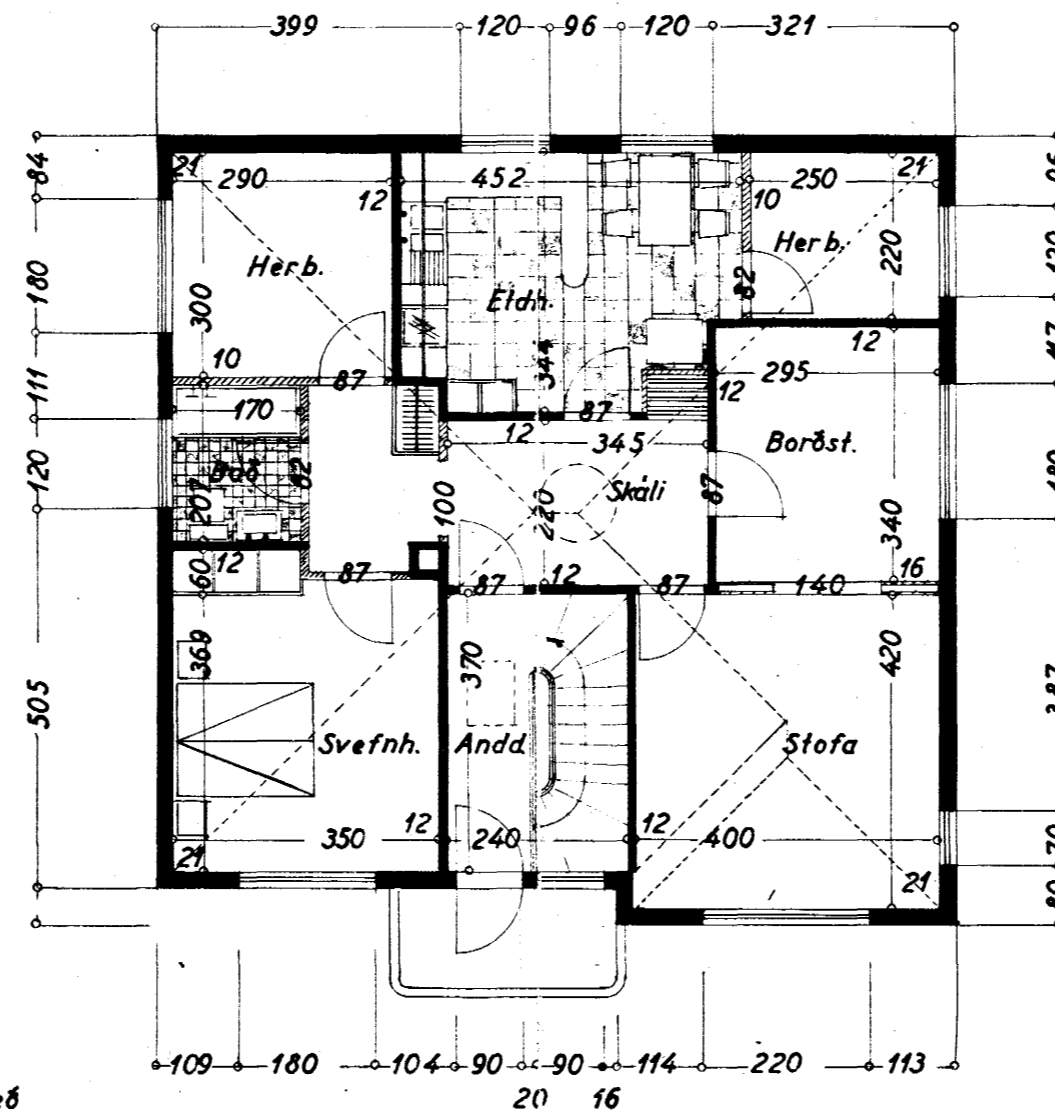 399 120 96 120 321
84
21 290 452 250 21
12 10
Herb. Herb.
180 300 Eldh. 82 220
10 344 12
111 87 87 12 295
170 12 345 Borðst.
120 Bað 82 Skáli
207 100 220 87 340
12 16
60 87 87 12 87 140
369 370 420
505
Svefnh. Andd. Stofa
350 12 240 12 400
21 21
70
80
109 180 104 90 90 114 220 113
20 16